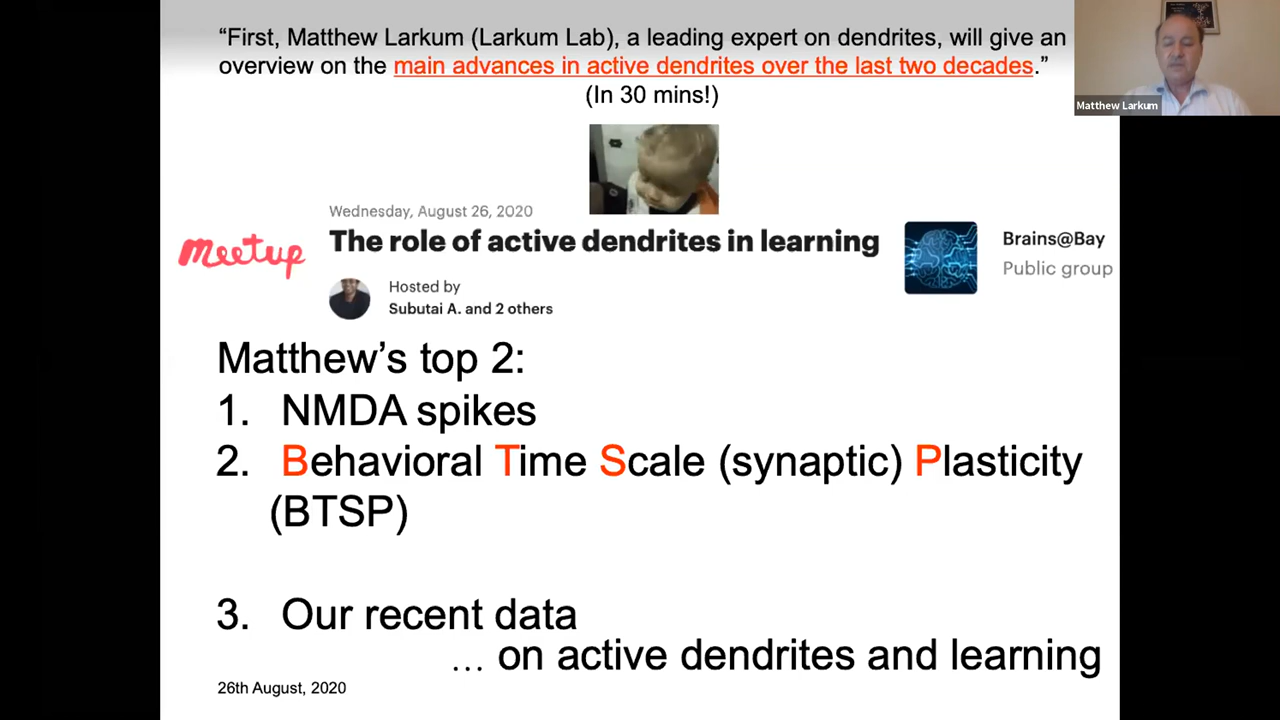 “First, Matthew Larkum (Larkum Lab), a leading expert on dendrites, will give an
overview on the main advances in active dendrites over the last two decades.”
(In 30 mins!)
Matthew Larkum
Wednesday, August 26, 2020
meetup
The role of active dendrites in learning
Hosted by
Subutai A. and 2 others
Brains@Bay
Public group
Matthew’s top 2:
1. NMDA spikes
2. Behavioral Time Scale (synaptic) Plasticity
(BTSP)
3. Our recent data
… on active dendrites and learning
26th August, 2020